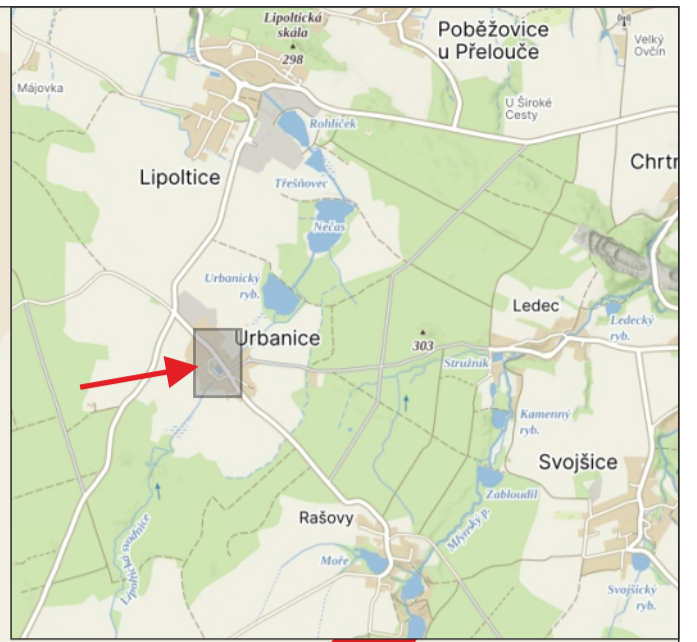 Lipoltická
skála
298
Poběžovice
u Přelouče
Velký
Ovčín
Májovka
U Široké
Cesty
Rohlíček
Lipoltice
Třešňovec
Chrtn
Nečas
Urbanický
ryb.
Ledec
Urbanice
303
Ledecký
ryb.
Stružník
Kamenný
ryb.
Svojšice
Zabloudil
Rašovy
Mlýnský p.
Lipoltická svodnice
Moře
Svojšický
ryb.